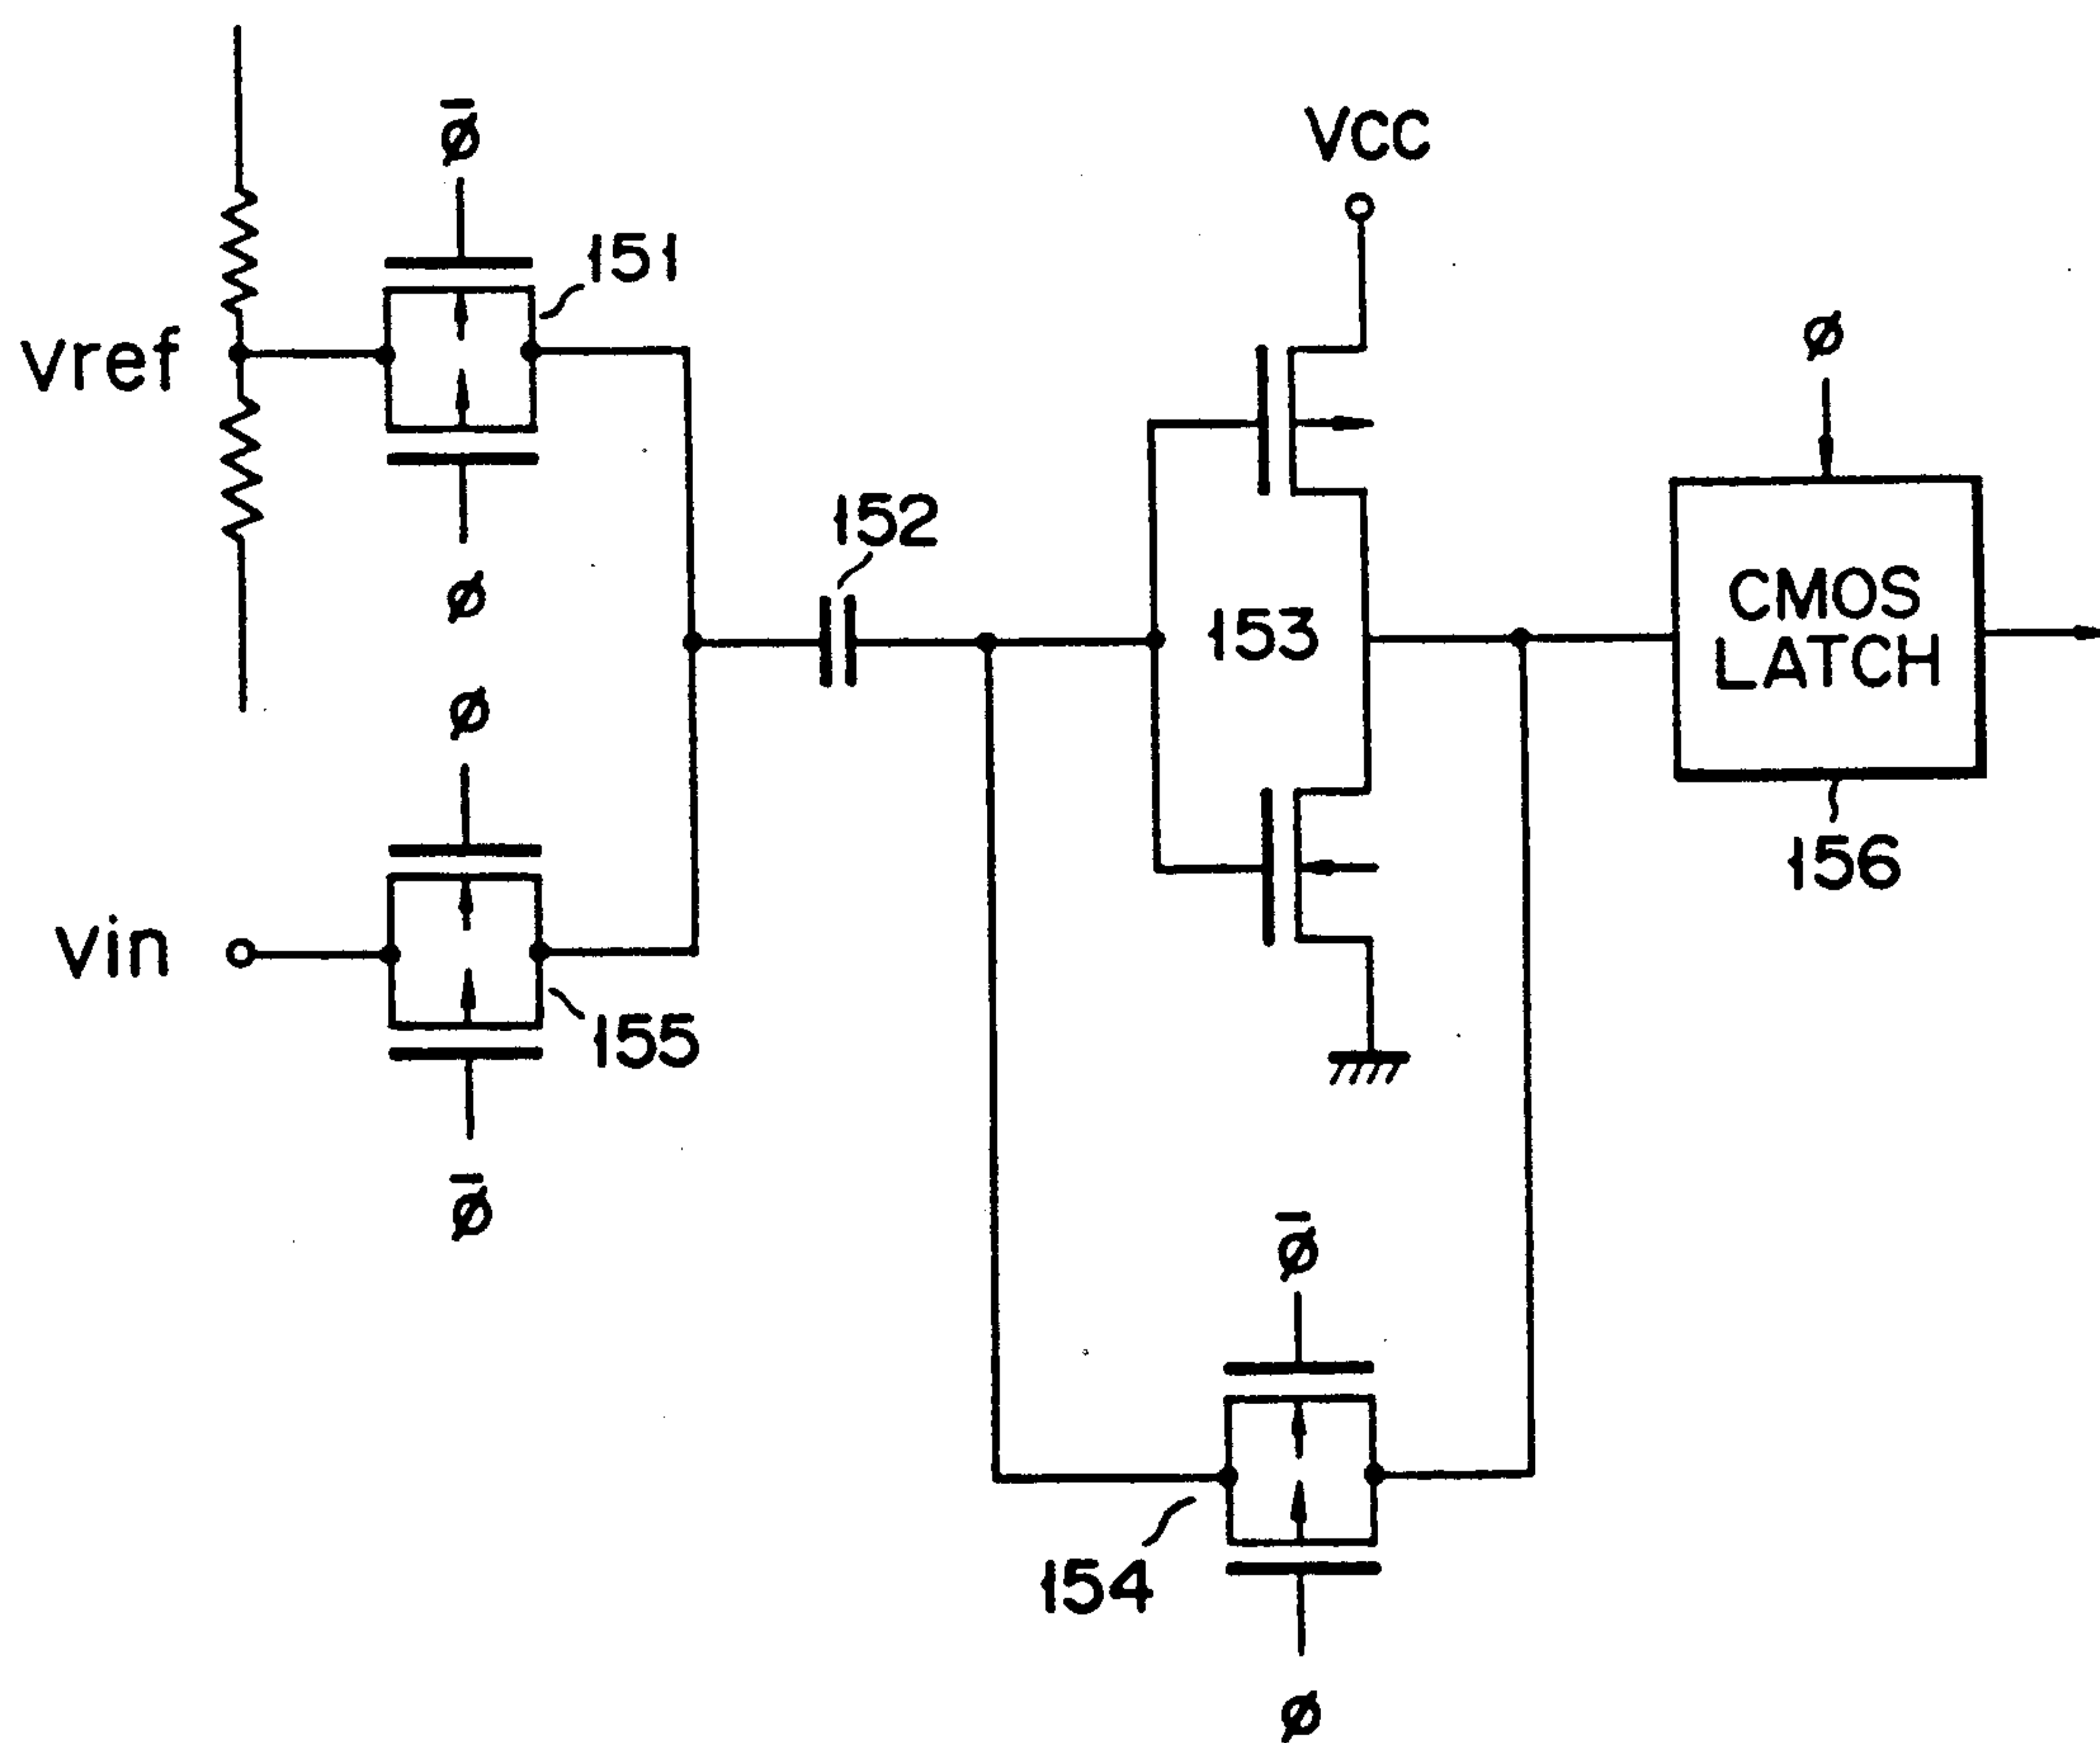 ø̄
VCC
151
ø
vref
152
ø
153
CMOS
LATCH
ø
156
vin
155
ø̄
ø̄
154
ø